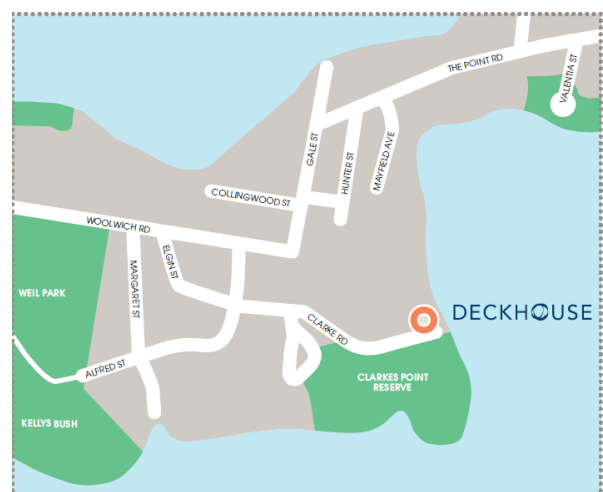 THE POINT RD
VALENTIA ST
GALE ST
HUNTER ST
MAYFIELD AVE
COLLINGWOOD ST
WOOLWICH RD
ELGIN ST
MARGARET ST
WEIL PARK
DECKHOUSE
CLARKE RD
ALFRED ST
CLARKES POINT
RESERVE
KELLYS BUSH